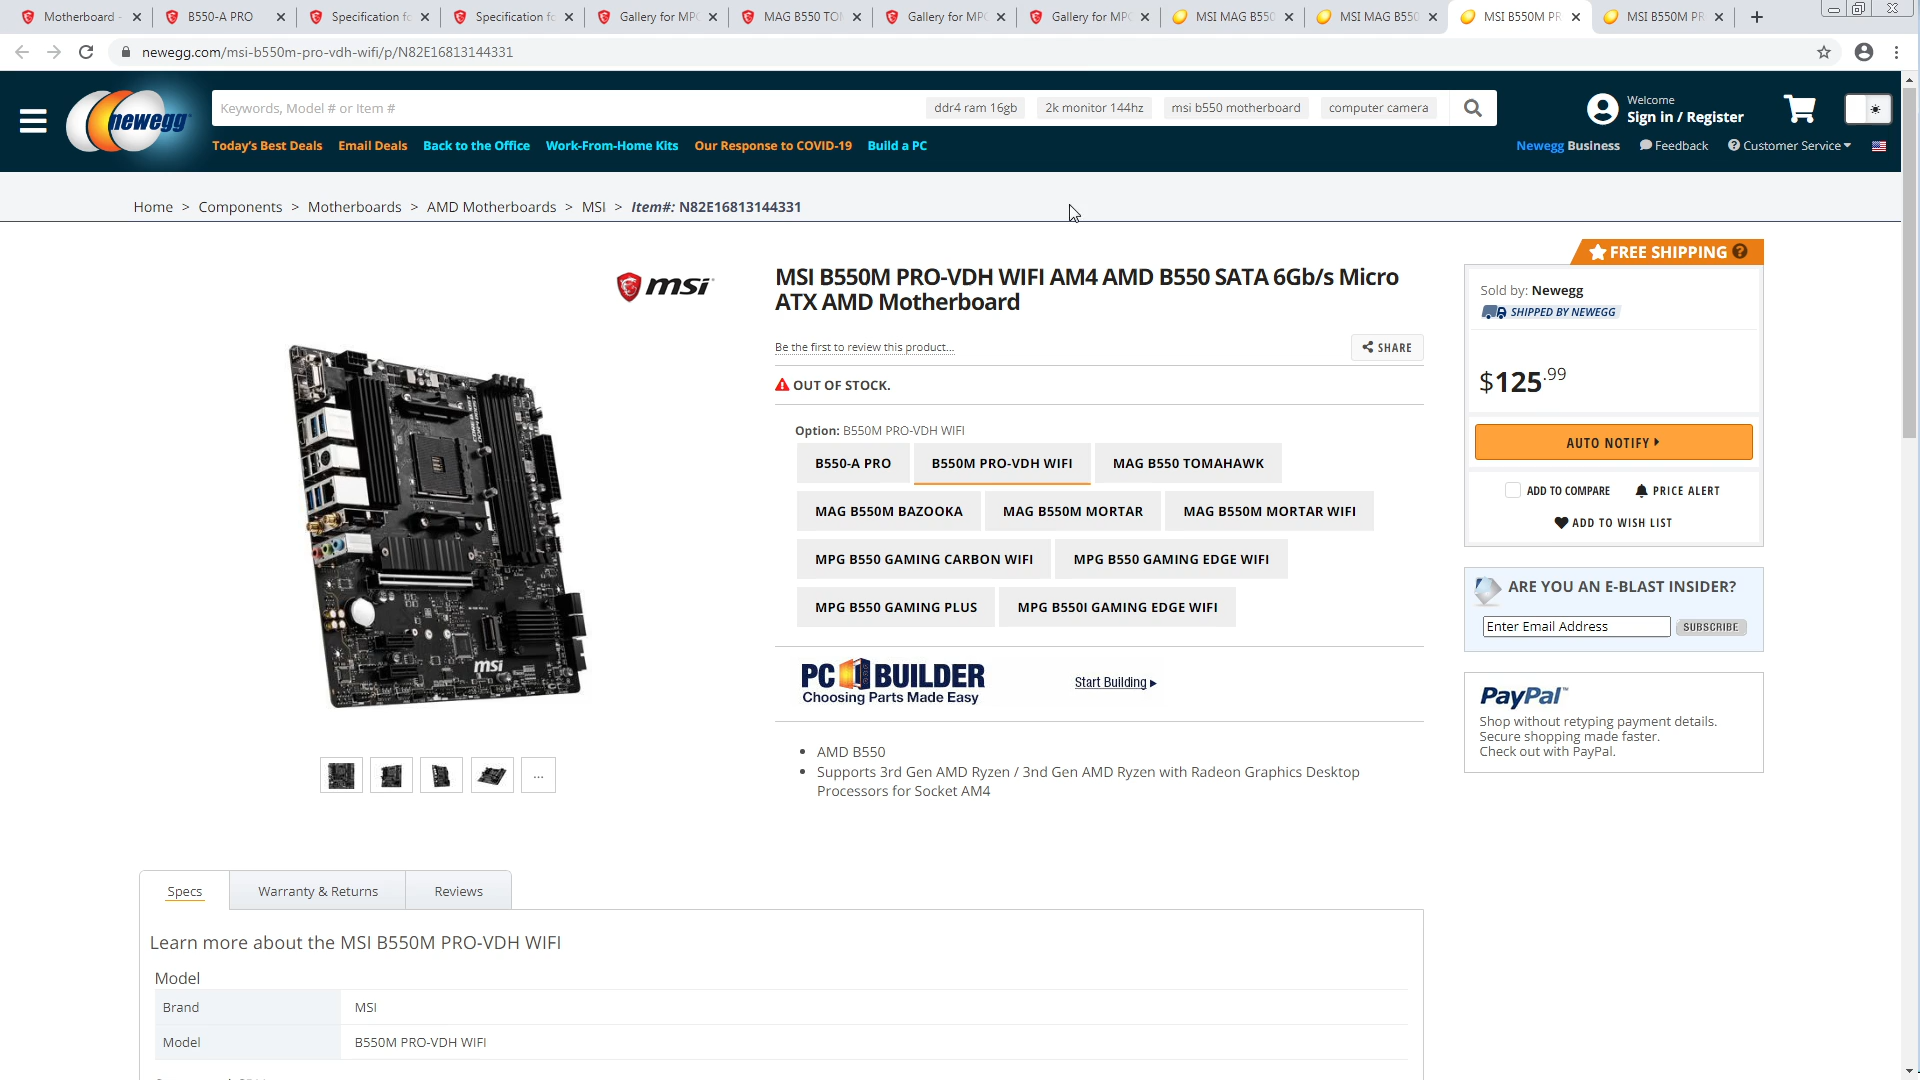 Motherboard -
B550-A PRO
Specification fo
Specification fo
Gallery for MPG
MAG B550 TOM
Gallery for MPG
Gallery for MPG
MSI MAG B550
MSI MAG B550
MSI B550M PR
MSI B550M PR
newegg.com/msi-b550m-pro-vdh-wifi/p/N82E16813144331
newegg
Keywords, Model # or Item #
ddr4 ram 16gb
2k monitor 144hz
msi b550 motherboard
computer camera
Welcome
Sign in / Register
Today's Best Deals
Email Deals
Back to the Office
Work-From-Home Kits
Our Response to COVID-19
Build a PC
Newegg Business
Feedback
Customer Service
Home > Components > Motherboards > AMD Motherboards > MSI > Item#: N82E16813144331
msi
MSI B550M PRO-VDH WIFI AM4 AMD B550 SATA 6Gb/s Micro
ATX AMD Motherboard
Be the first to review this product...
SHARE
OUT OF STOCK.
Option: B550M PRO-VDH WIFI
B550-A PRO
B550M PRO-VDH WIFI
MAG B550 TOMAHAWK
MAG B550M BAZOOKA
MAG B550M MORTAR
MAG B550M MORTAR WIFI
MPG B550 GAMING CARBON WIFI
MPG B550 GAMING EDGE WIFI
MPG B550 GAMING PLUS
MPG B550I GAMING EDGE WIFI
PC BUILDER
Choosing Parts Made Easy
Start Building
AMD B550
Supports 3rd Gen AMD Ryzen / 3nd Gen AMD Ryzen with Radeon Graphics Desktop
Processors for Socket AM4
FREE SHIPPING
Sold by: Newegg
SHIPPED BY NEWEGG
$125.99
AUTO NOTIFY
ADD TO COMPARE
PRICE ALERT
ADD TO WISH LIST
ARE YOU AN E-BLAST INSIDER?
Enter Email Address
SUBSCRIBE
PayPal™
Shop without retyping payment details.
Secure shopping made faster.
Check out with PayPal.
msi
...
Specs
Warranty & Returns
Reviews
Learn more about the MSI B550M PRO-VDH WIFI
Model
Brand
MSI
Model
B550M PRO-VDH WIFI